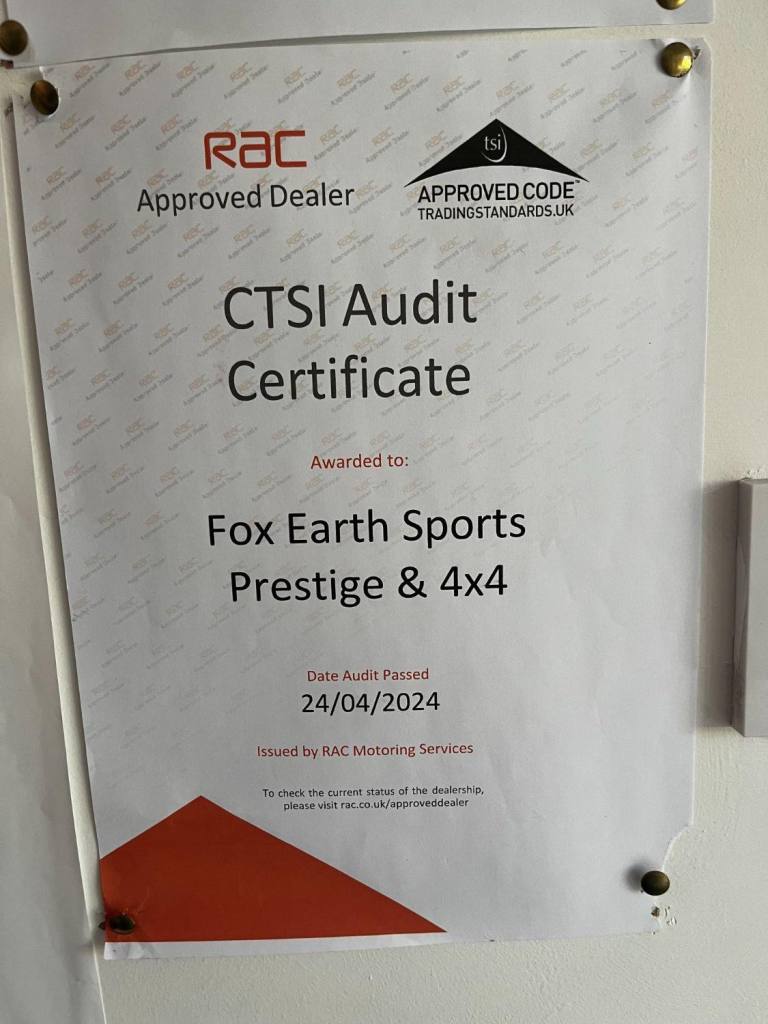 RAC
Approved Dealer
tsi
APPROVED CODE™
TRADINGSTANDARDS.UK
CTSI Audit
Certificate
Awarded to:
Fox Earth Sports
Prestige & 4x4
Date Audit Passed
24/04/2024
Issued by RAC Motoring Services
To check the current status of the dealership,
please visit rac.co.uk/approveddealer